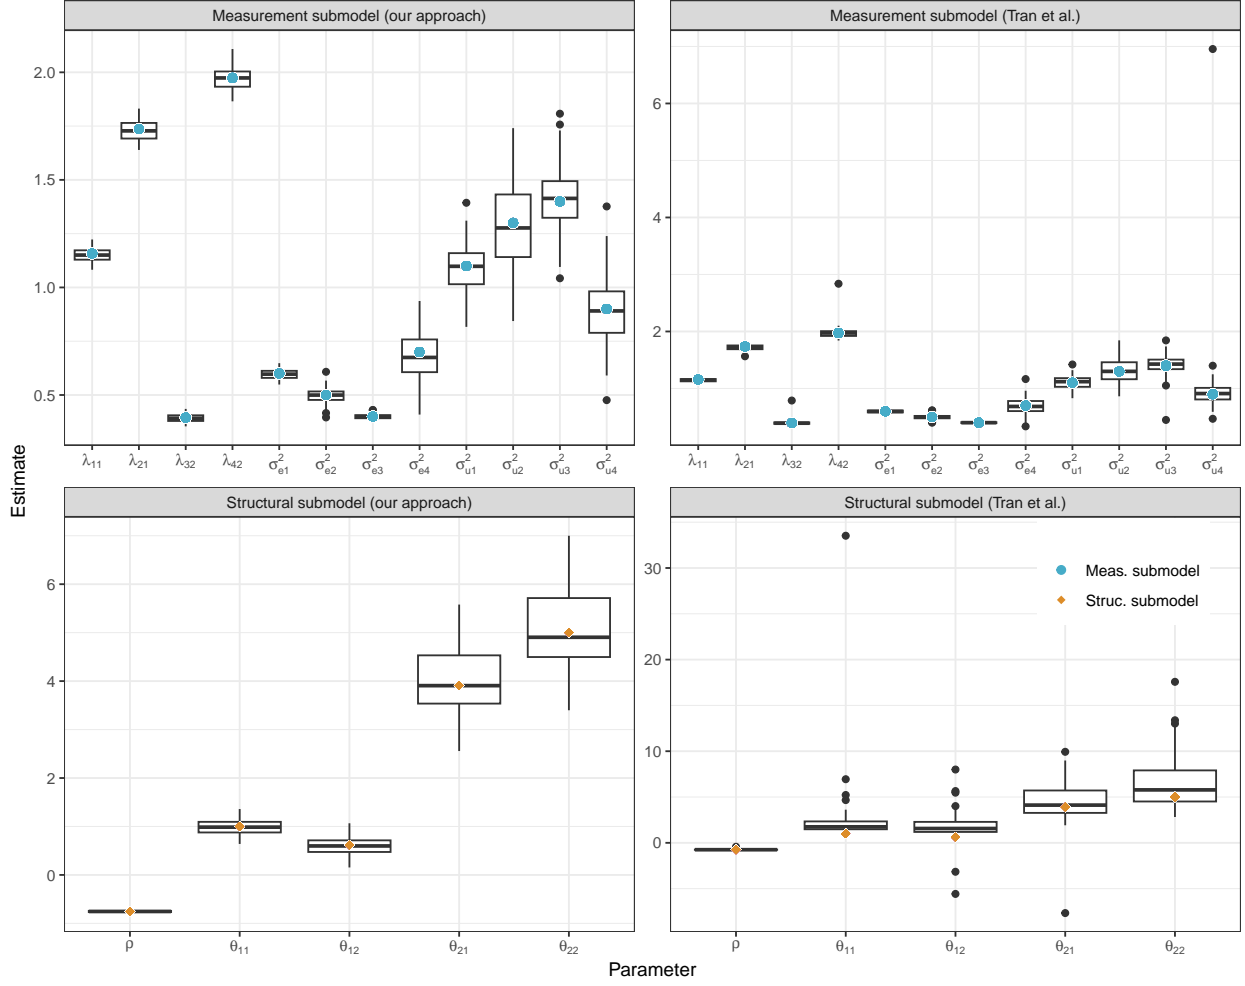 Measurement submodel (our approach)
Measurement submodel (Tran et al.)
2.0
1.5
1.0
0.5
6
4
2
λ11 λ21 λ32 λ42 σ²e1 σ²e2 σ²e3 σ²e4 σ²u1 σ²u2 σ²u3 σ²u4
λ11 λ21 λ32 λ42 σ²e1 σ²e2 σ²e3 σ²e4 σ²u1 σ²u2 σ²u3 σ²u4
Estimate
Structural submodel (our approach)
Structural submodel (Tran et al.)
6
4
2
0
30
20
10
0
Meas. submodel
Struc. submodel
ρ θ11 θ12 θ21 θ22
ρ θ11 θ12 θ21 θ22
Parameter